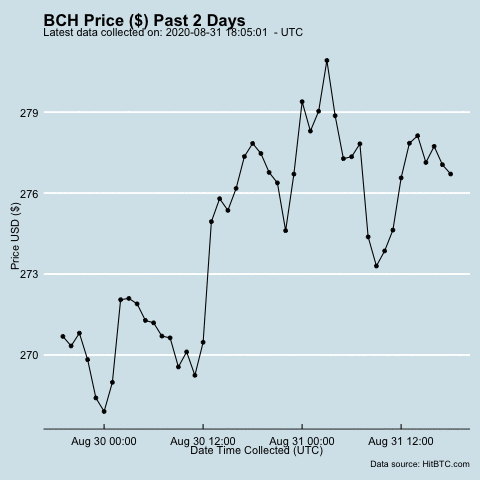 BCH Price ($) Past 2 Days
Latest data collected on: 2020-08-31 18:05:01 - UTC
Price USD ($)
279
276
273
270
Aug 30 00:00 Aug 30 12:00 Aug 31 00:00 Aug 31 12:00
Date Time Collected (UTC)
Data source: HitBTC.com